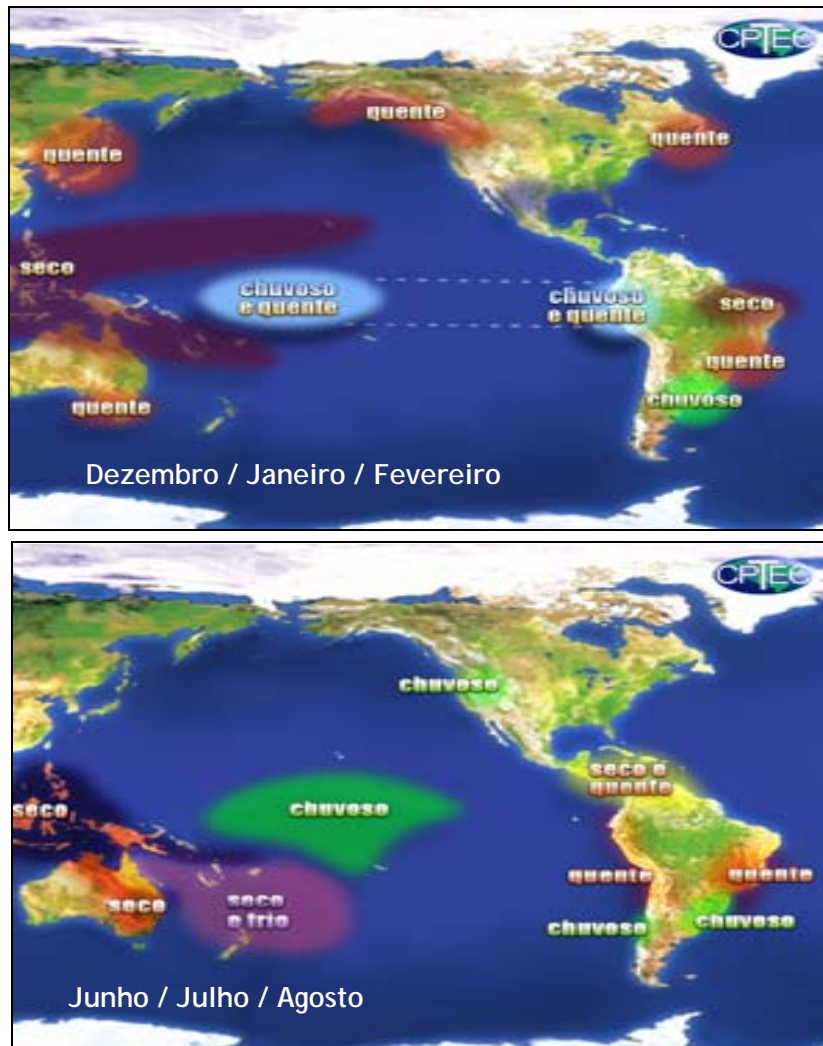 CPTEC
quente
quente
quente
seco
chuvoso
e quente
chuvoso
e quente
seco
quente
quente
chuvoso
Dezembro / Janeiro / Fevereiro
CPTEC
chuvoso
seco e
quente
seco
chuvoso
quente
quente
seco
seco
e frio
chuvoso
chuvoso
Junho / Julho / Agosto